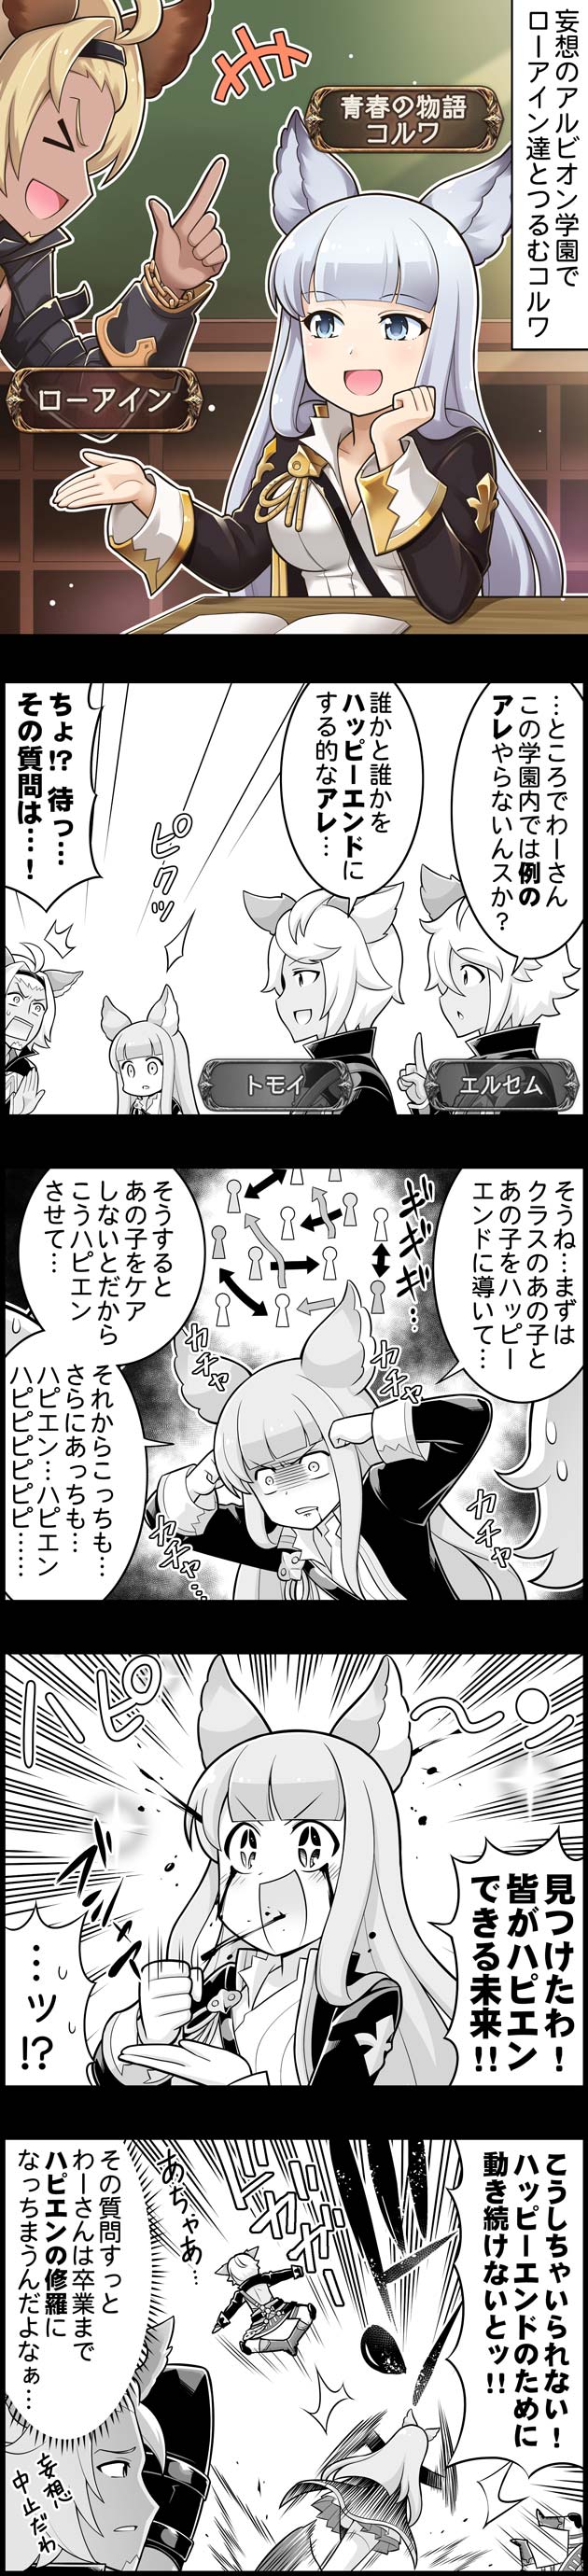 妄想のアルビオン学園で
ローアイン達とつるむコルワ
青春の物語
コルワ
ローアイン
…ところでわーさん
この学園内では例の
アレやらないんスか？
誰かと誰かを
ハッピーエンドに
する的なアレ…
ピクッ
ちょ!?待っ…
その質問は…！
エルセム
トモイ
そうね…まずは
クラスのあの子と
あの子をハッピー
エンドに導いて…
ギギギ…
そうすると
あの子をケア
しないとだから
こうハピエン
させて…
カチャ
カチャ
カチャ
カチャ…
それからこっちも…
さらにあっちも…
ハピエン…ハピエン
ハピピピピピピ……
ハピ
〜ン
見つけたわ！
皆がハピエン
できる未来!!
…ッ!?
こうしちゃいられない！
ハッピーエンドのために
動き続けないとッ!!
あちゃあ…
その質問すっと
わーさんは卒業まで
ハピエンの修羅に
なっちまうんだよなぁ…
妄想
中止だわ